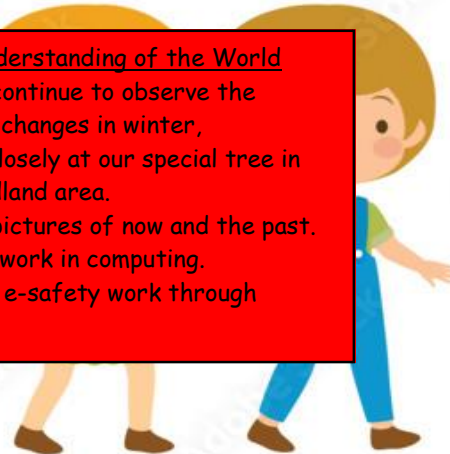 derstanding of the World
continue to observe the
changes in winter,
losely at our special tree in
lland area.
pictures of now and the past.
work in computing.
e-safety work through